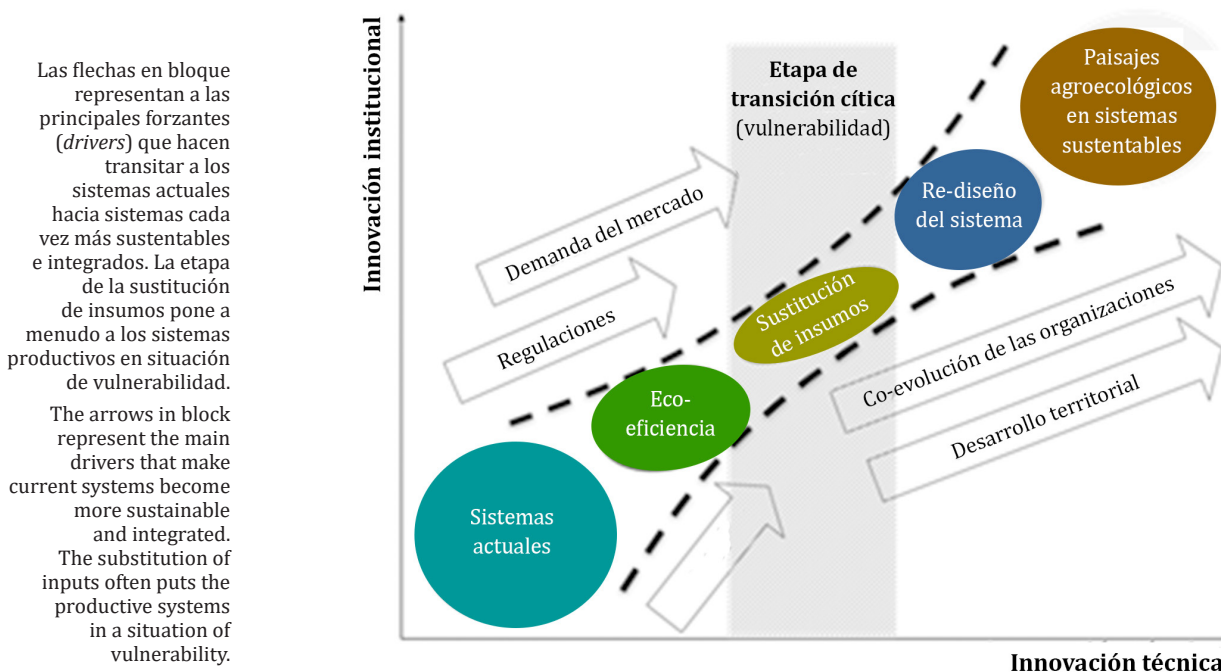 Las flechas en bloque
representan a las
principales forzantes
(drivers) que hacen
transitar a los
sistemas actuales
hacia sistemas cada
vez más sustentables
e integrados. La etapa
de la sustitución
de insumos pone a
menudo a los sistemas
productivos en situación
de vulnerabilidad.
The arrows in block
represent the main
drivers that make
current systems become
more sustainable
and integrated.
The substitution of
inputs often puts the
productive systems
in a situation of
vulnerability.
Innovación institucional
Etapa de
transición cítica
(vulnerabilidad)
Paisajes
agroecológicos
en sistemas
sustentables
Re-diseño
del sistema
Demanda del mercado
Regulaciones
Sustitución
de insumos
Eco-
eficiencia
Co-evolución de las organizaciones
Desarrollo territorial
Sistemas
actuales
Innovación técnica